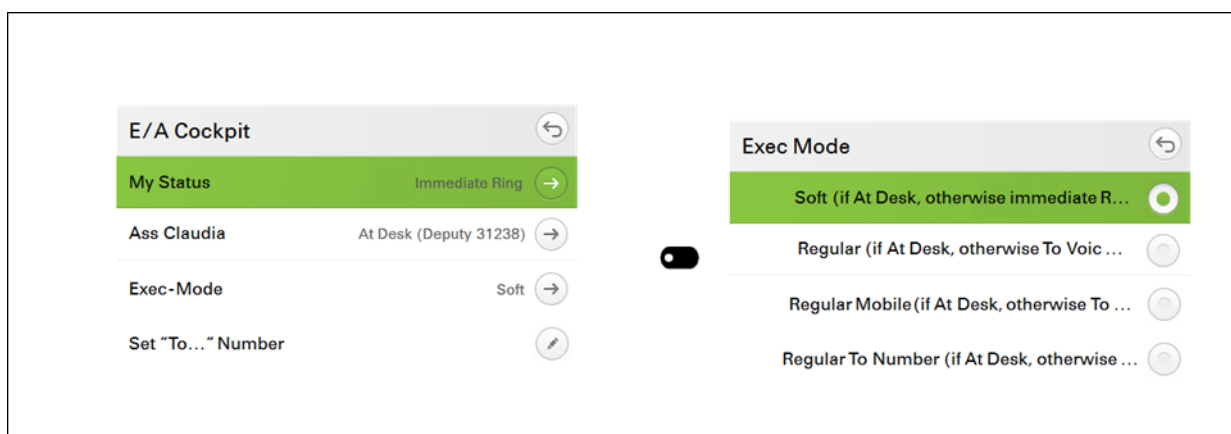 E/A Cockpit
My Status Immediate Ring
Ass Claudia At Desk (Deputy 31238)
Exec-Mode Soft
Set "To..." Number
Exec Mode
Soft (if At Desk, otherwise immediate R...
Regular (if At Desk, otherwise To Voic ...
Regular Mobile (if At Desk, otherwise To ...
Regular To Number (if At Desk, otherwise ...